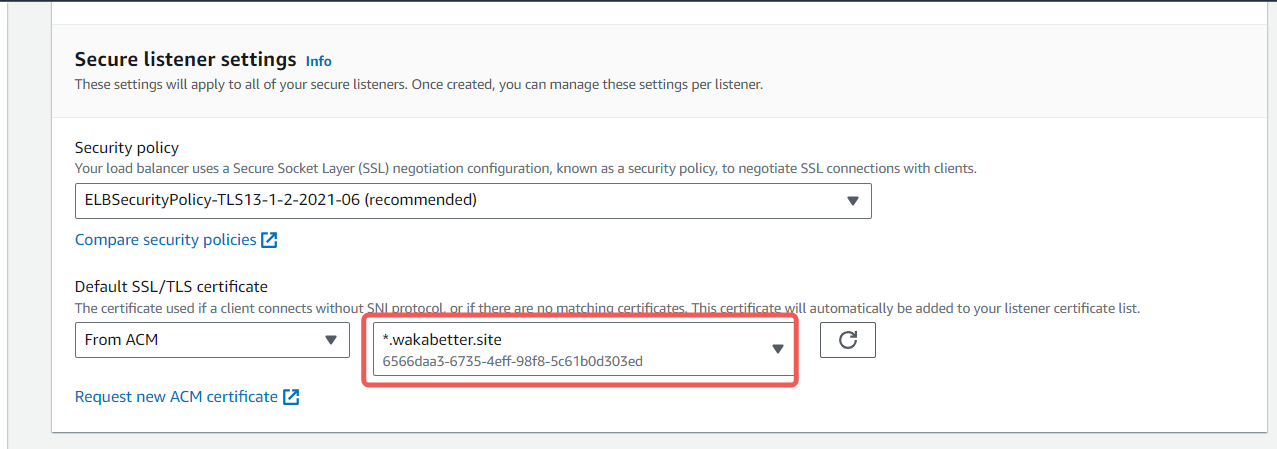 Secure listener settings Info
These settings will apply to all of your secure listeners. Once created, you can manage these settings per listener.
Security policy
Your load balancer uses a Secure Socket Layer (SSL) negotiation configuration, known as a security policy, to negotiate SSL connections with clients.
ELBSecurityPolicy-TLS13-1-2-2021-06 (recommended)
Compare security policies
Default SSL/TLS certificate
The certificate used if a client connects without SNI protocol, or if there are no matching certificates. This certificate will automatically be added to your listener certificate list.
From ACM
*.wakabetter.site
6566daa3-6735-4eff-98f8-5c61b0d303ed
Request new ACM certificate